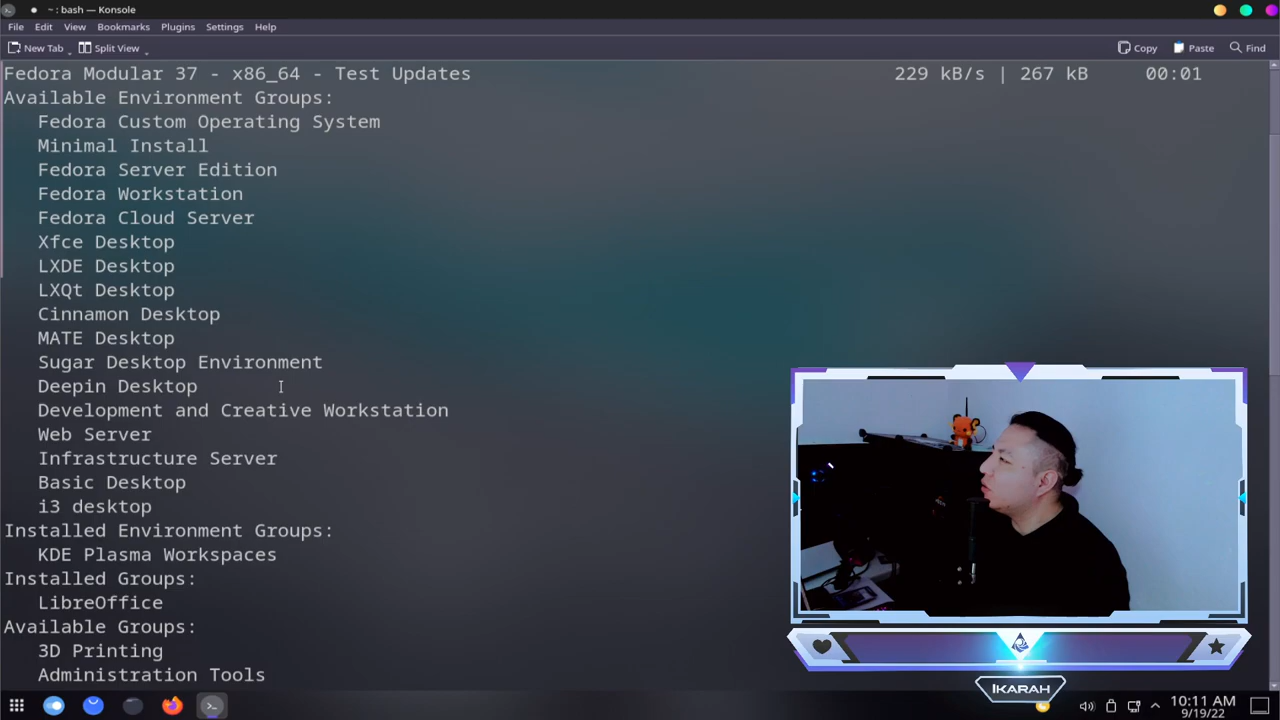 ~ : bash — Konsole
File Edit View Bookmarks Plugins Settings Help
New Tab Split View Copy Paste Find
Fedora Modular 37 - x86_64 - Test Updates 229 kB/s | 267 kB 00:01
Available Environment Groups:
Fedora Custom Operating System
Minimal Install
Fedora Server Edition
Fedora Workstation
Fedora Cloud Server
Xfce Desktop
LXDE Desktop
LXQt Desktop
Cinnamon Desktop
MATE Desktop
Sugar Desktop Environment
Deepin Desktop
Development and Creative Workstation
Web Server
Infrastructure Server
Basic Desktop
i3 desktop
Installed Environment Groups:
KDE Plasma Workspaces
Installed Groups:
LibreOffice
Available Groups:
3D Printing
Administration Tools
IKARAH
10:11 AM
9/19/22